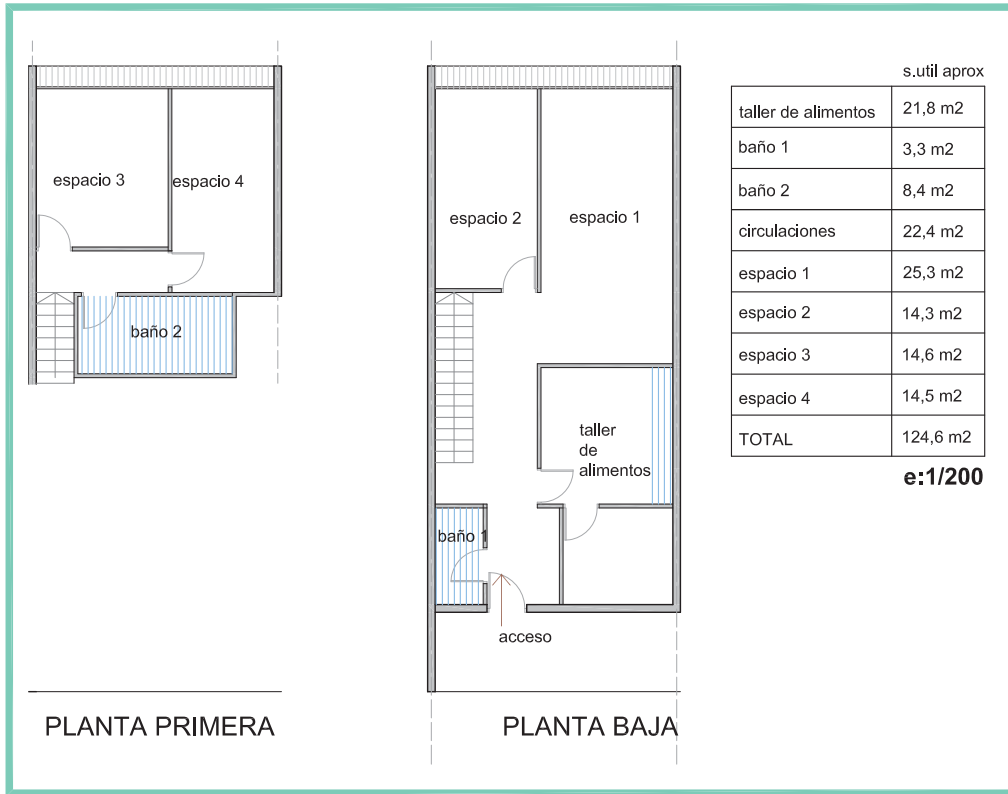 espacio 3
espacio 4
baño 2
PLANTA PRIMERA
espacio 2
espacio 1
taller
de
alimentos
baño 1
acceso
PLANTA BAJA
s.util aprox
taller de alimentos 21,8 m2
baño 1 3,3 m2
baño 2 8,4 m2
circulaciones 22,4 m2
espacio 1 25,3 m2
espacio 2 14,3 m2
espacio 3 14,6 m2
espacio 4 14,5 m2
TOTAL 124,6 m2
e:1/200